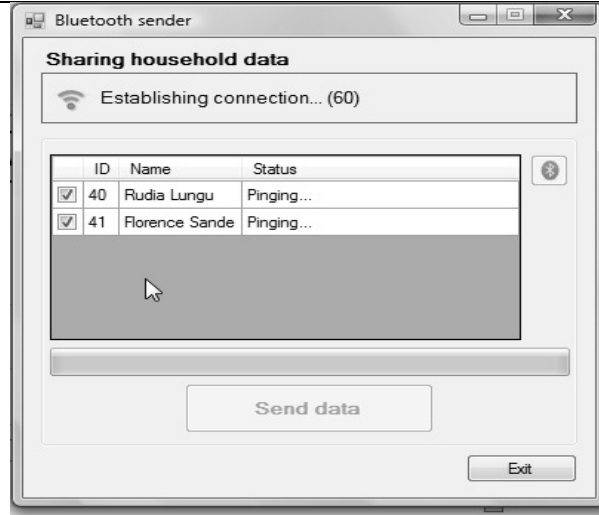 Bluetooth sender
Sharing household data
Establishing connection... (60)
ID Name Status
40 Rudia Lungu Pinging...
41 Florence Sande Pinging...
Send data
Exit